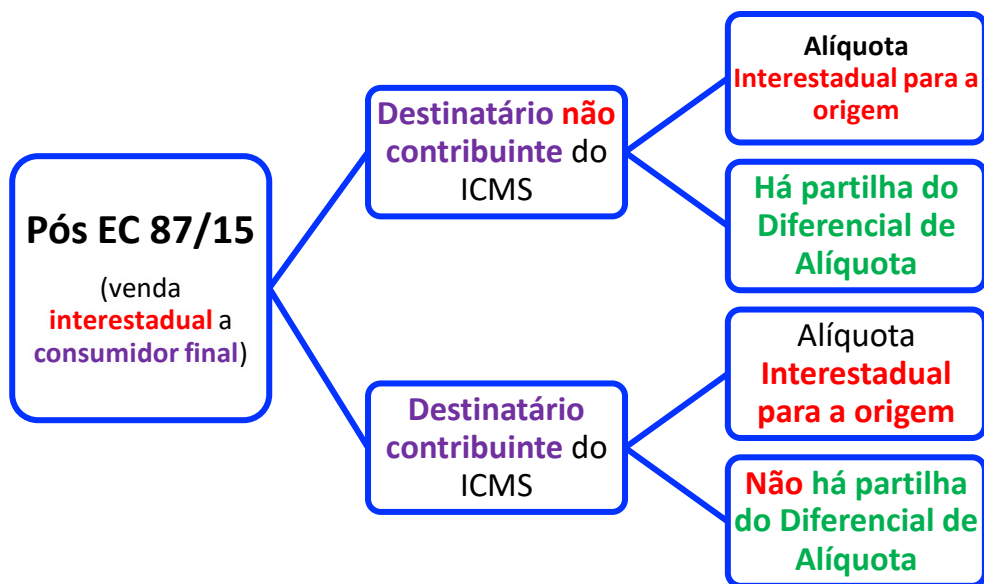 Pós EC 87/15
(venda
interestadual a
consumidor final)
Destinatário não
contribuinte do
ICMS
Alíquota
Interestadual para a
origem
Há partilha do
Diferencial de
Alíquota
Destinatário
contribuinte do
ICMS
Alíquota
Interestadual
para a origem
Não há partilha
do Diferencial de
Alíquota